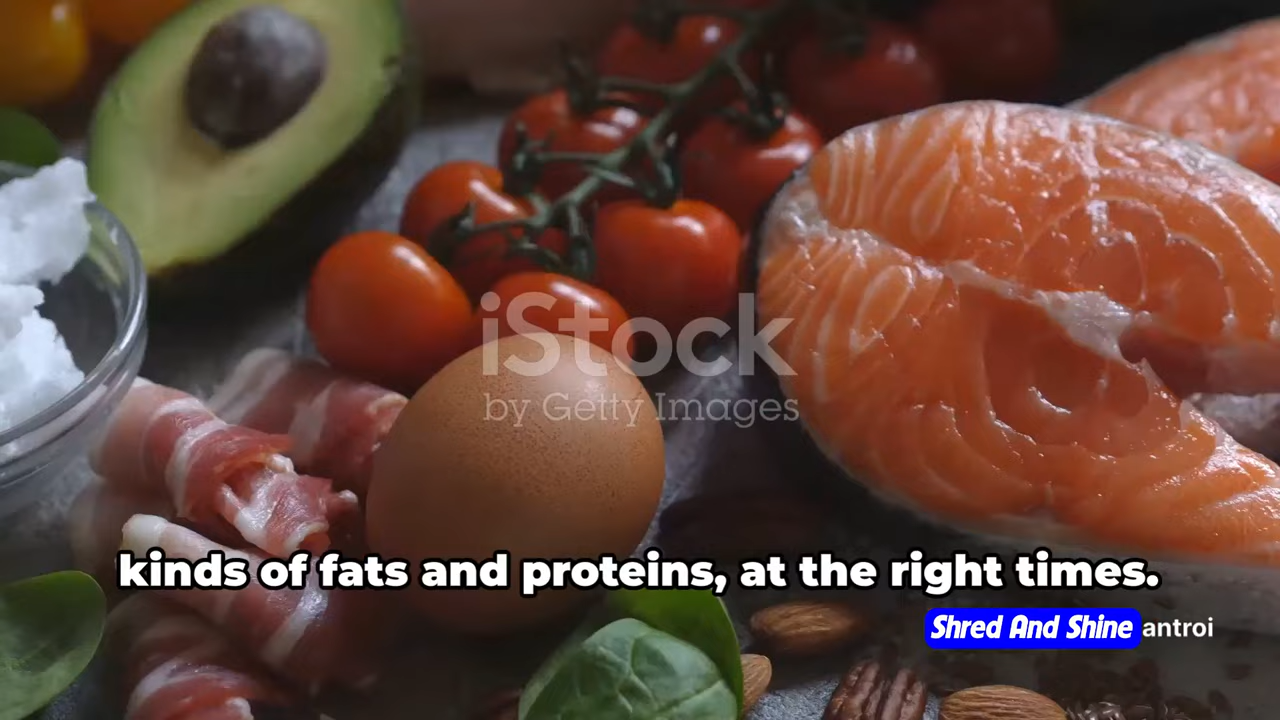 iStock
by Getty Images
kinds of fats and proteins, at the right times.
Shred And Shine antroi